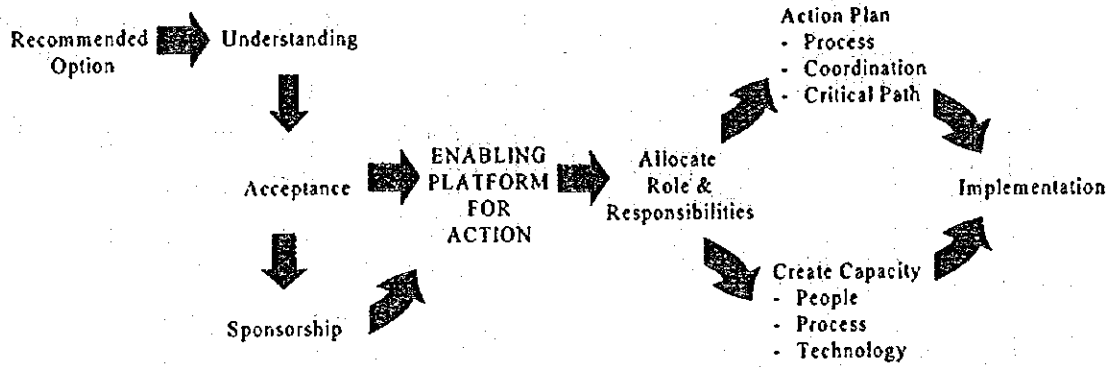 Recommended
Option
Understanding
Acceptance
Sponsorship
ENABLING
PLATFORM
FOR
ACTION
Allocate
Role &
Responsibilities
Action Plan
- Process
- Coordination
- Critical Path
Create Capacity
- People
- Process
- Technology
Implementation